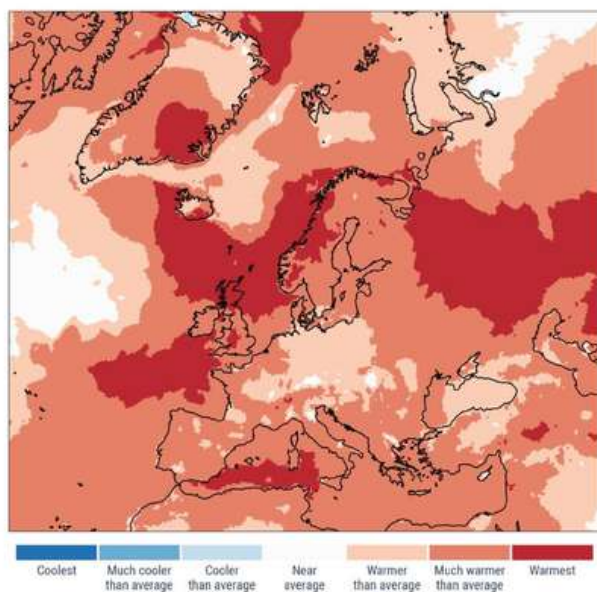 Coolest
Much cooler
than average
Cooler
than average
Near
average
Warmer
than average
Much warmer
than average
Warmest